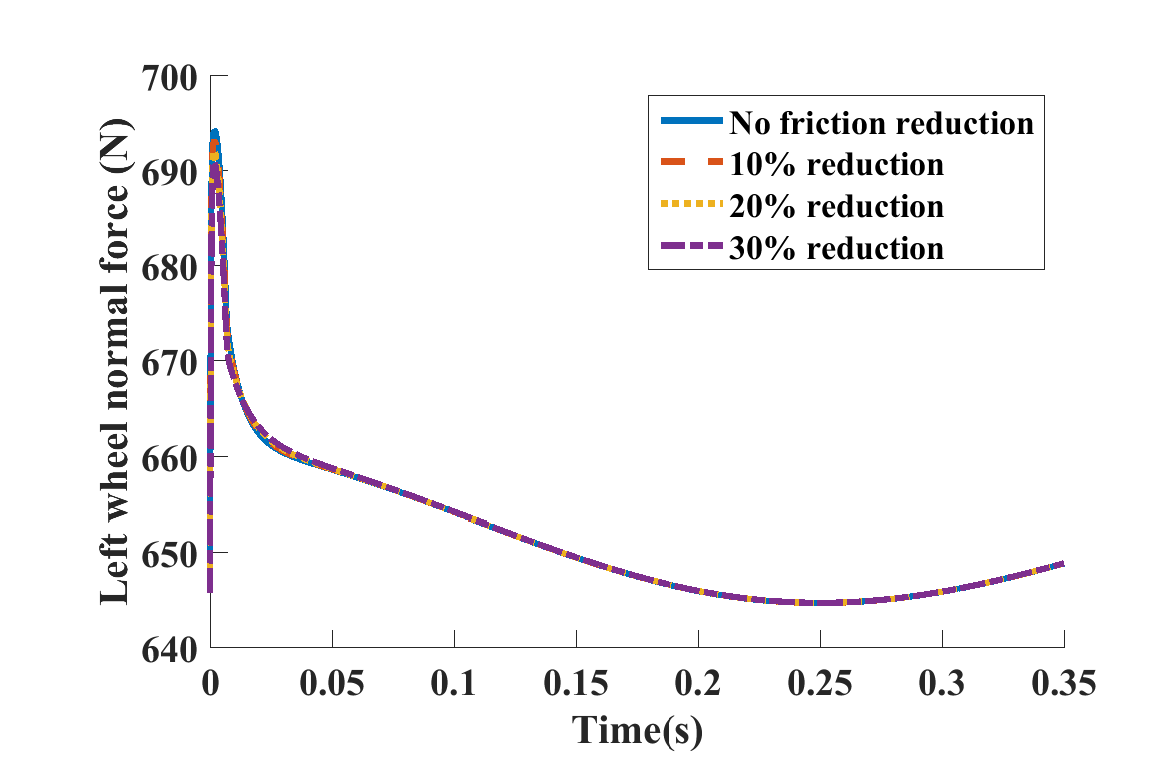 700
690
680
670
660
650
640
Left wheel normal force (N)
No friction reduction
10% reduction
20% reduction
30% reduction
0 0.05 0.1 0.15 0.2 0.25 0.3 0.35
Time(s)